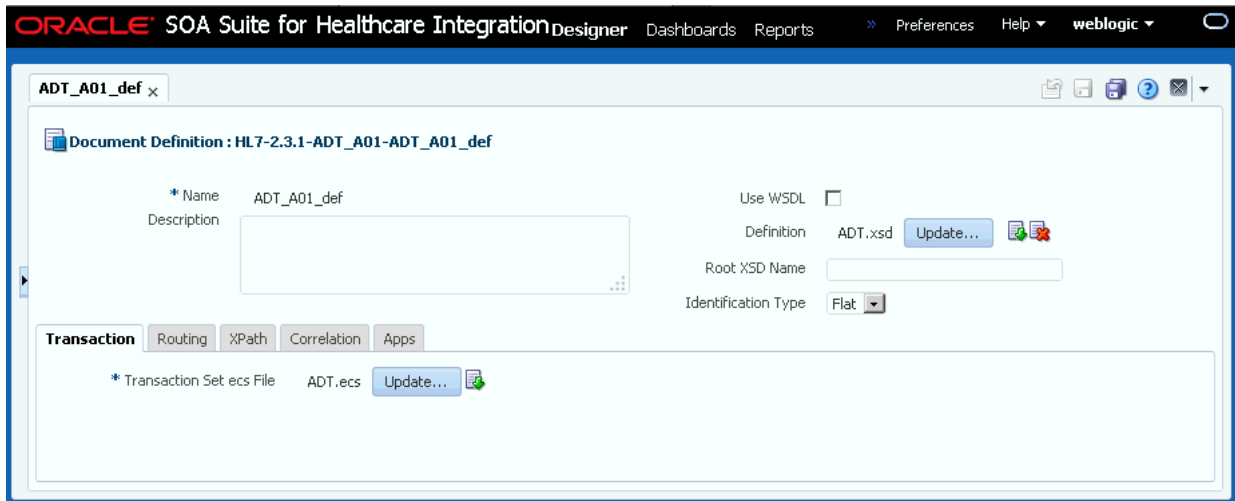 ORACLE® SOA Suite for Healthcare Integration Designer Dashboards Reports » Preferences Help weblogic
ADT_A01_def x
Document Definition : HL7-2.3.1-ADT_A01-ADT_A01_def
* Name ADT_A01_def
Description
Use WSDL
Definition ADT.xsd Update...
Root XSD Name
Identification Type Flat
Transaction Routing XPath Correlation Apps
* Transaction Set ecs File ADT.ecs Update...